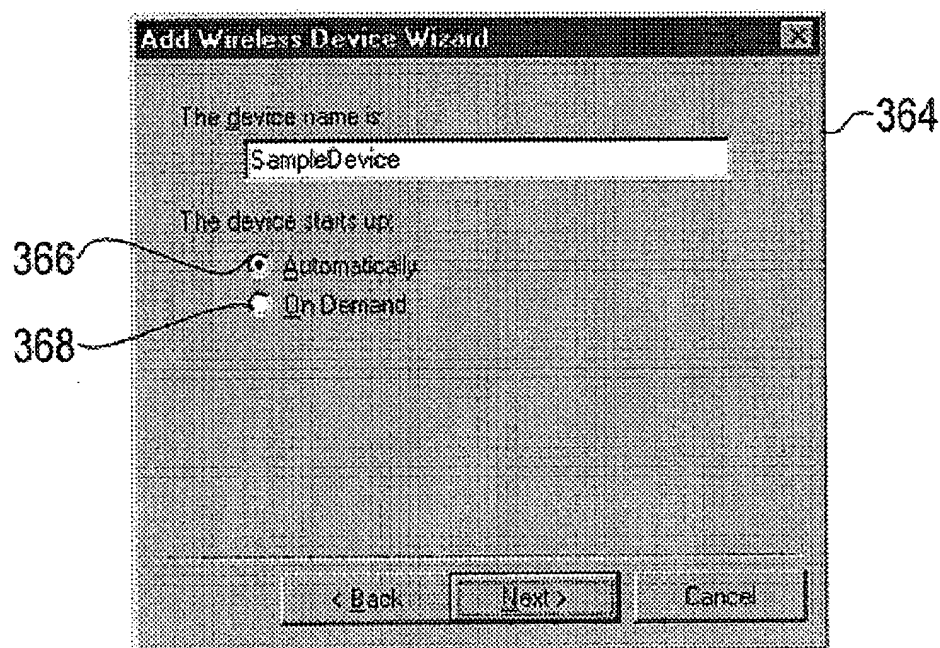 Add Wireless Device Wizard
364
The device name is:
SampleDevice
The device starts up:
366
Automatically
368
On Demand
< Back
Next >
Cancel